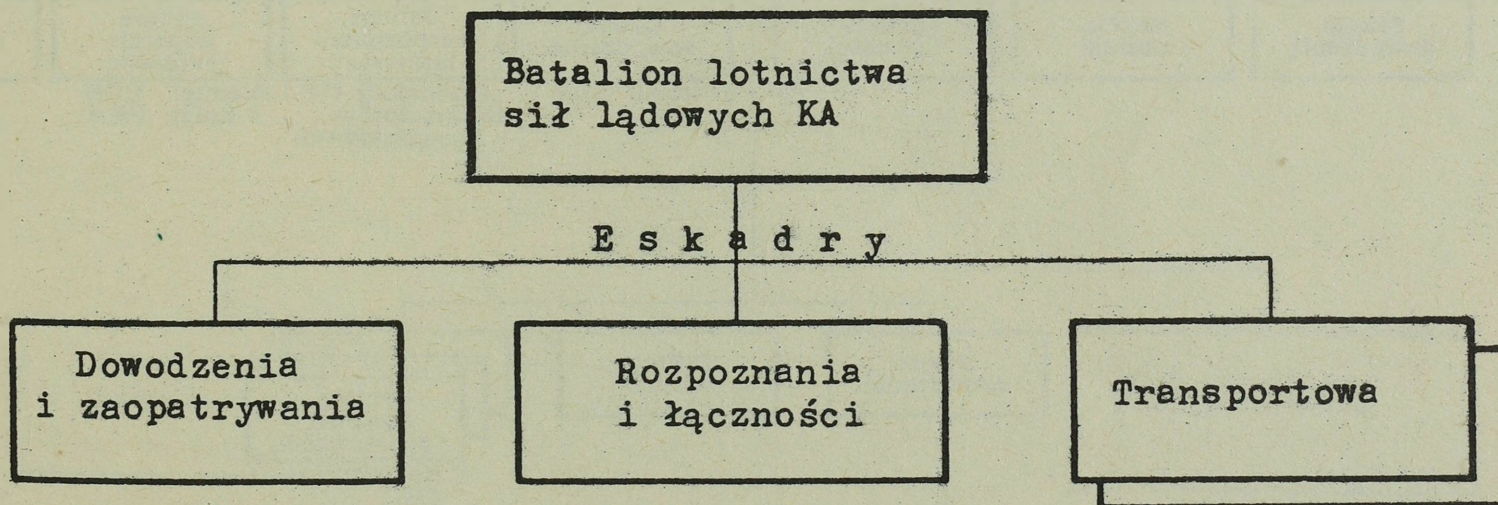 Batalion lotnictwa
sił lądowych KA
E s k a d r y
Dowodzenia
i zaopatrywania
Rozpoznania
i łączności
Transportowa